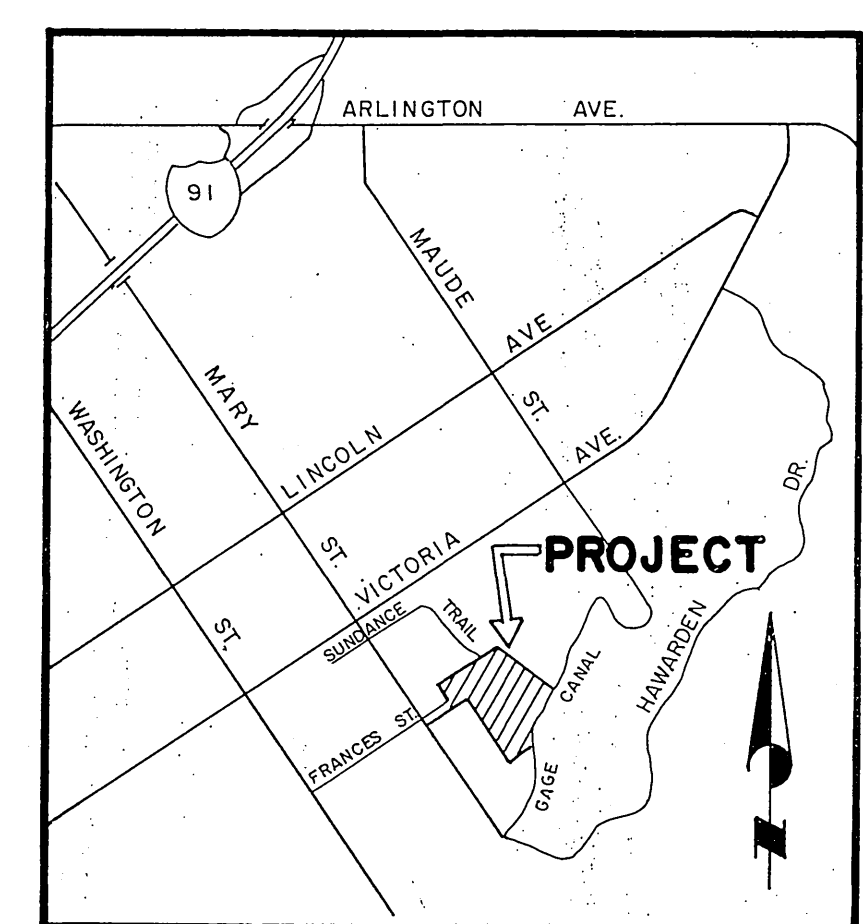 ARLINGTON AVE.
91
MAUDE ST.
LINCOLN AVE
MARY ST.
WASHINGTON ST.
VICTORIA AVE.
PROJECT
SUNDANCE TRAIL
FRANCES ST.
GAGE CANAL
HAWARDEN DR.
N